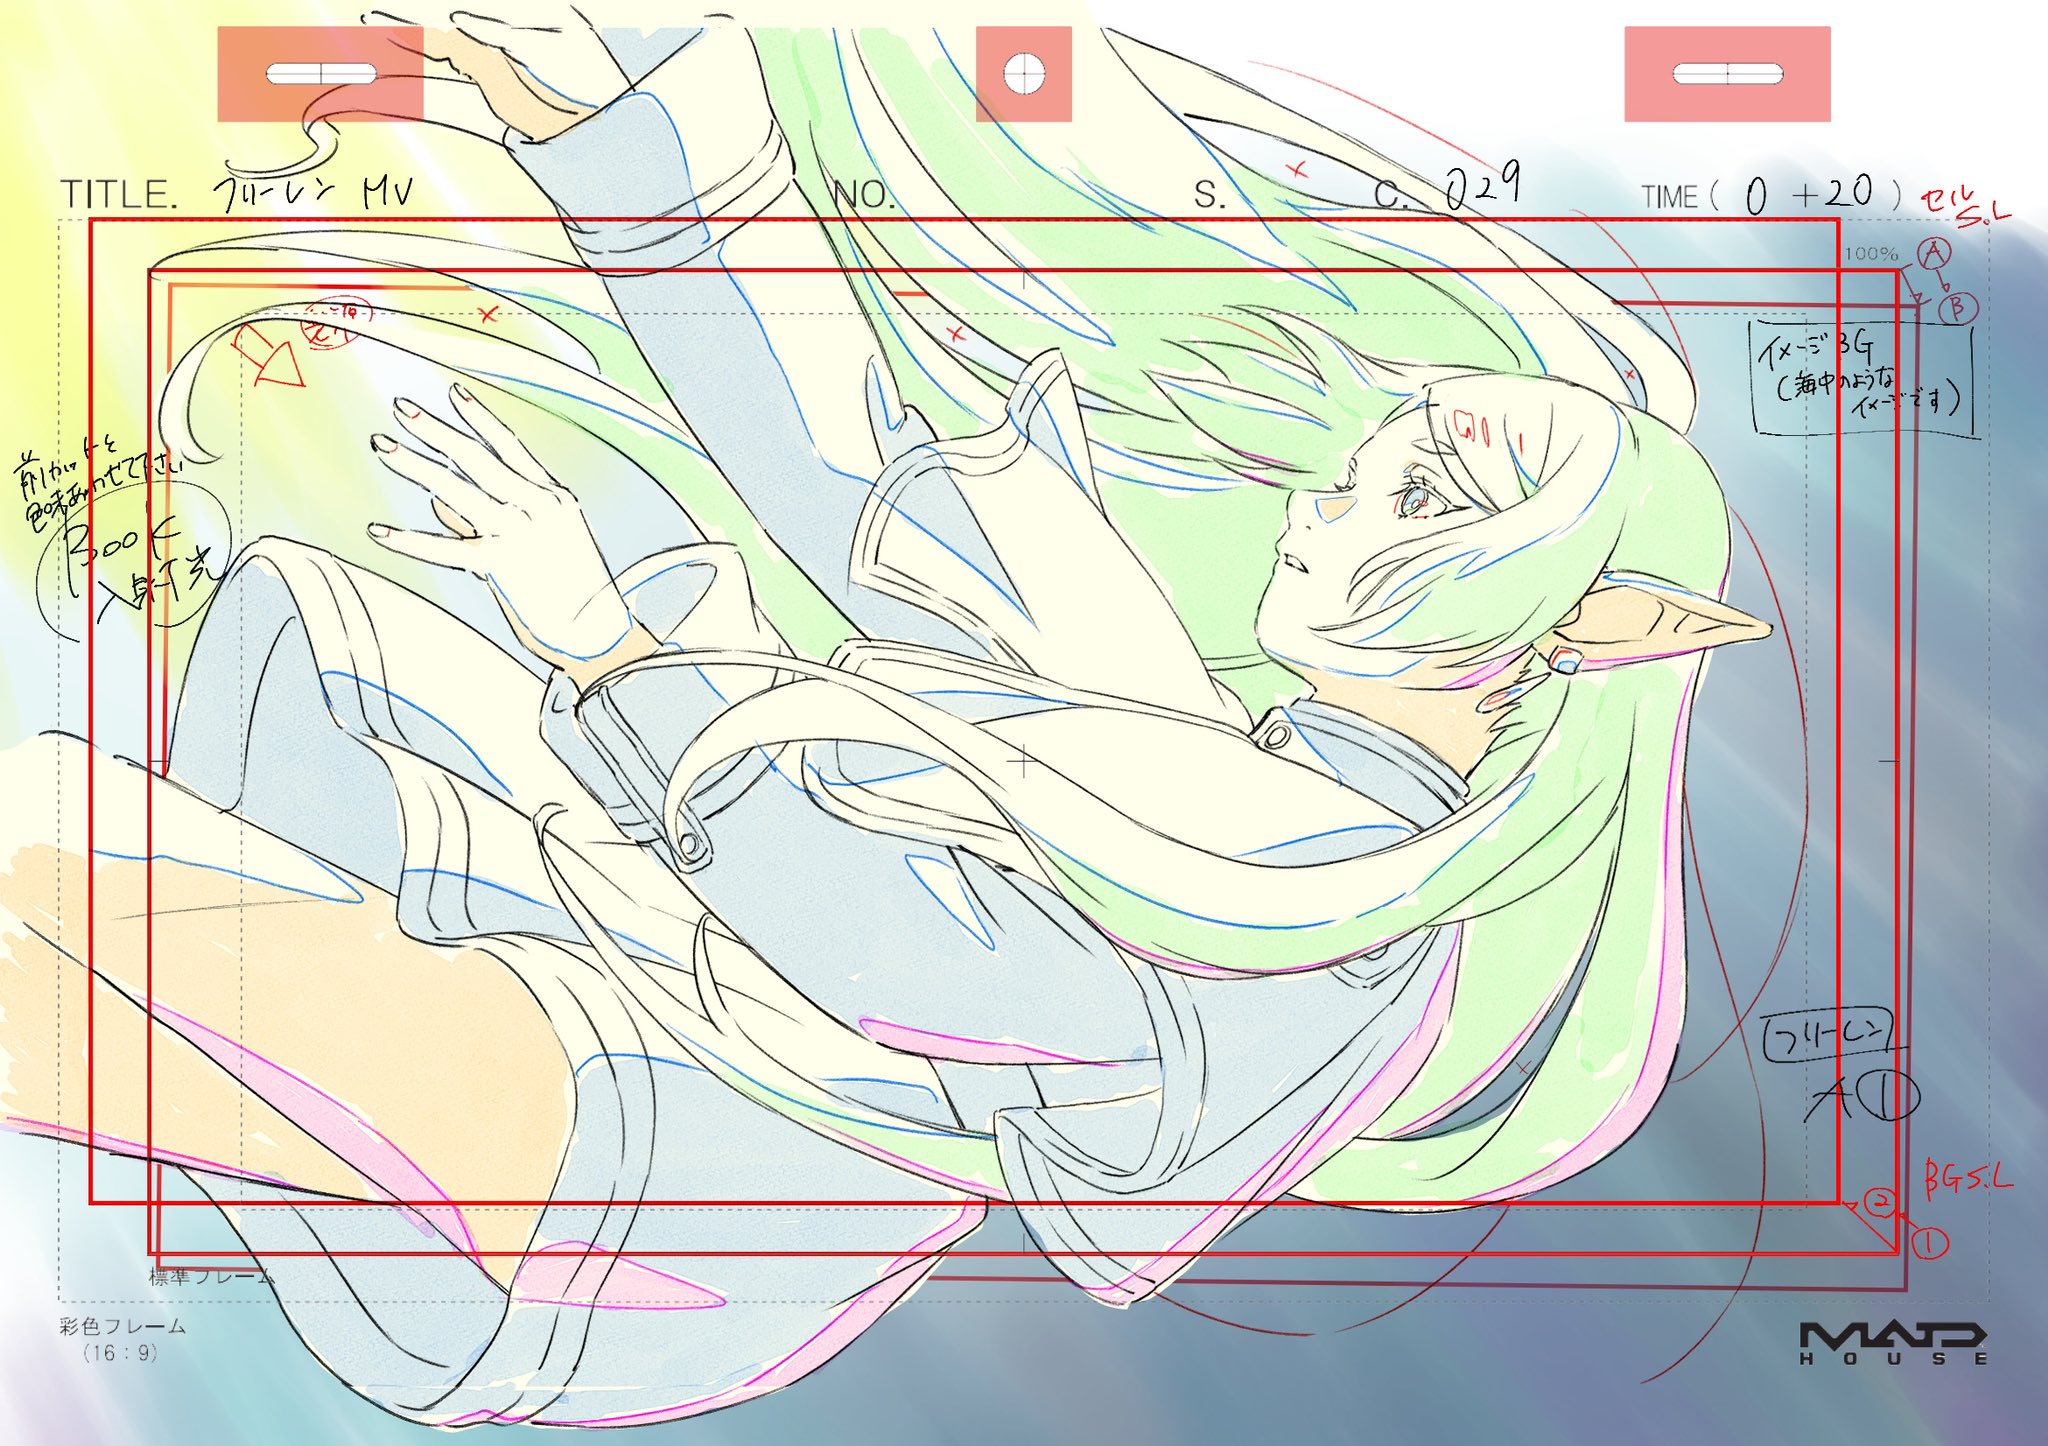 TITLE. フリーレン MV
NO.
S.
C. 029
TIME ( 0 + 20 )
セル
S.L
100%
A
B
イメージBG
(海中のような
イメージです)
前カットと
色味あわせて下さい
BOOK
入射光
フリーレン
A ①
BG S.L
②
①
標準フレーム
彩色フレーム
(16:9)
MADHOUSE